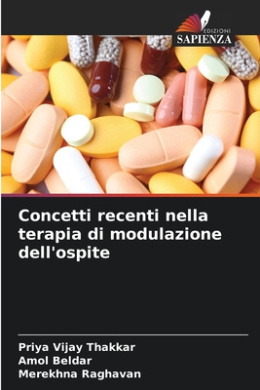 EDIZIONI
SAPIENZA
Concetti recenti nella
terapia di modulazione
dell'ospite
Priya Vijay Thakkar
Amol Beldar
Merekhna Raghavan